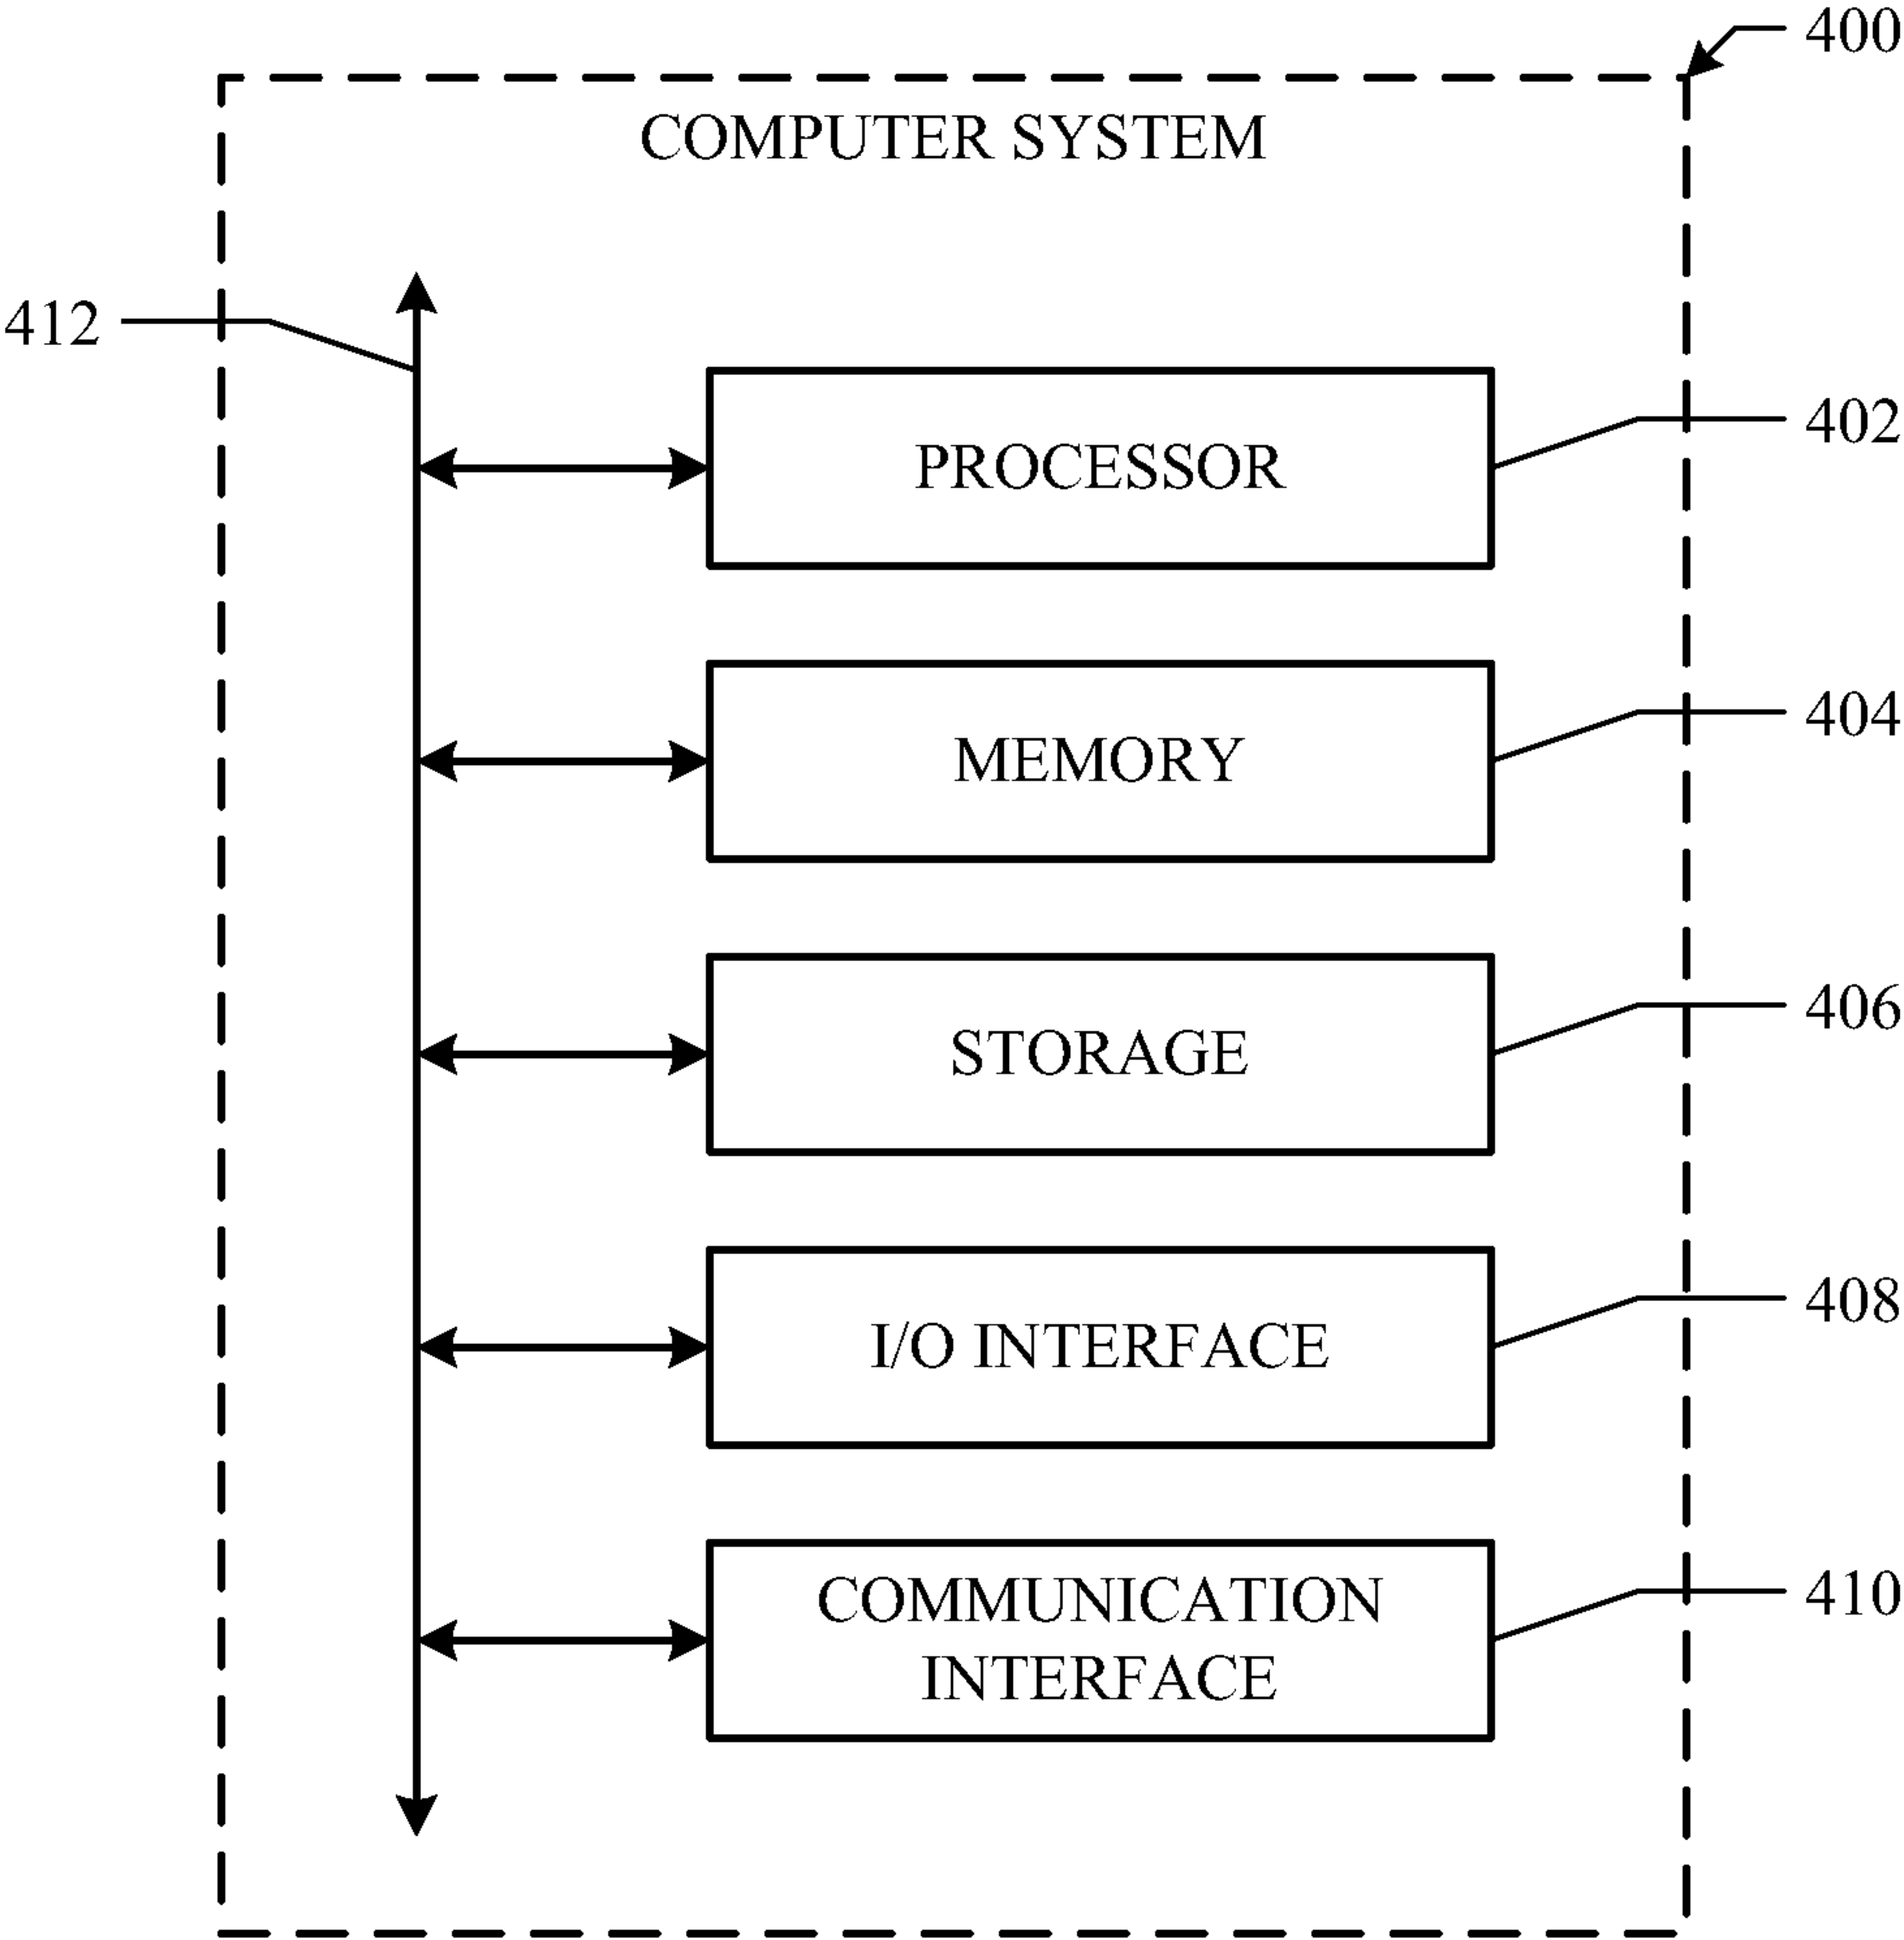 400
COMPUTER SYSTEM
412
PROCESSOR
402
MEMORY
404
STORAGE
406
I/O INTERFACE
408
COMMUNICATION
INTERFACE
410